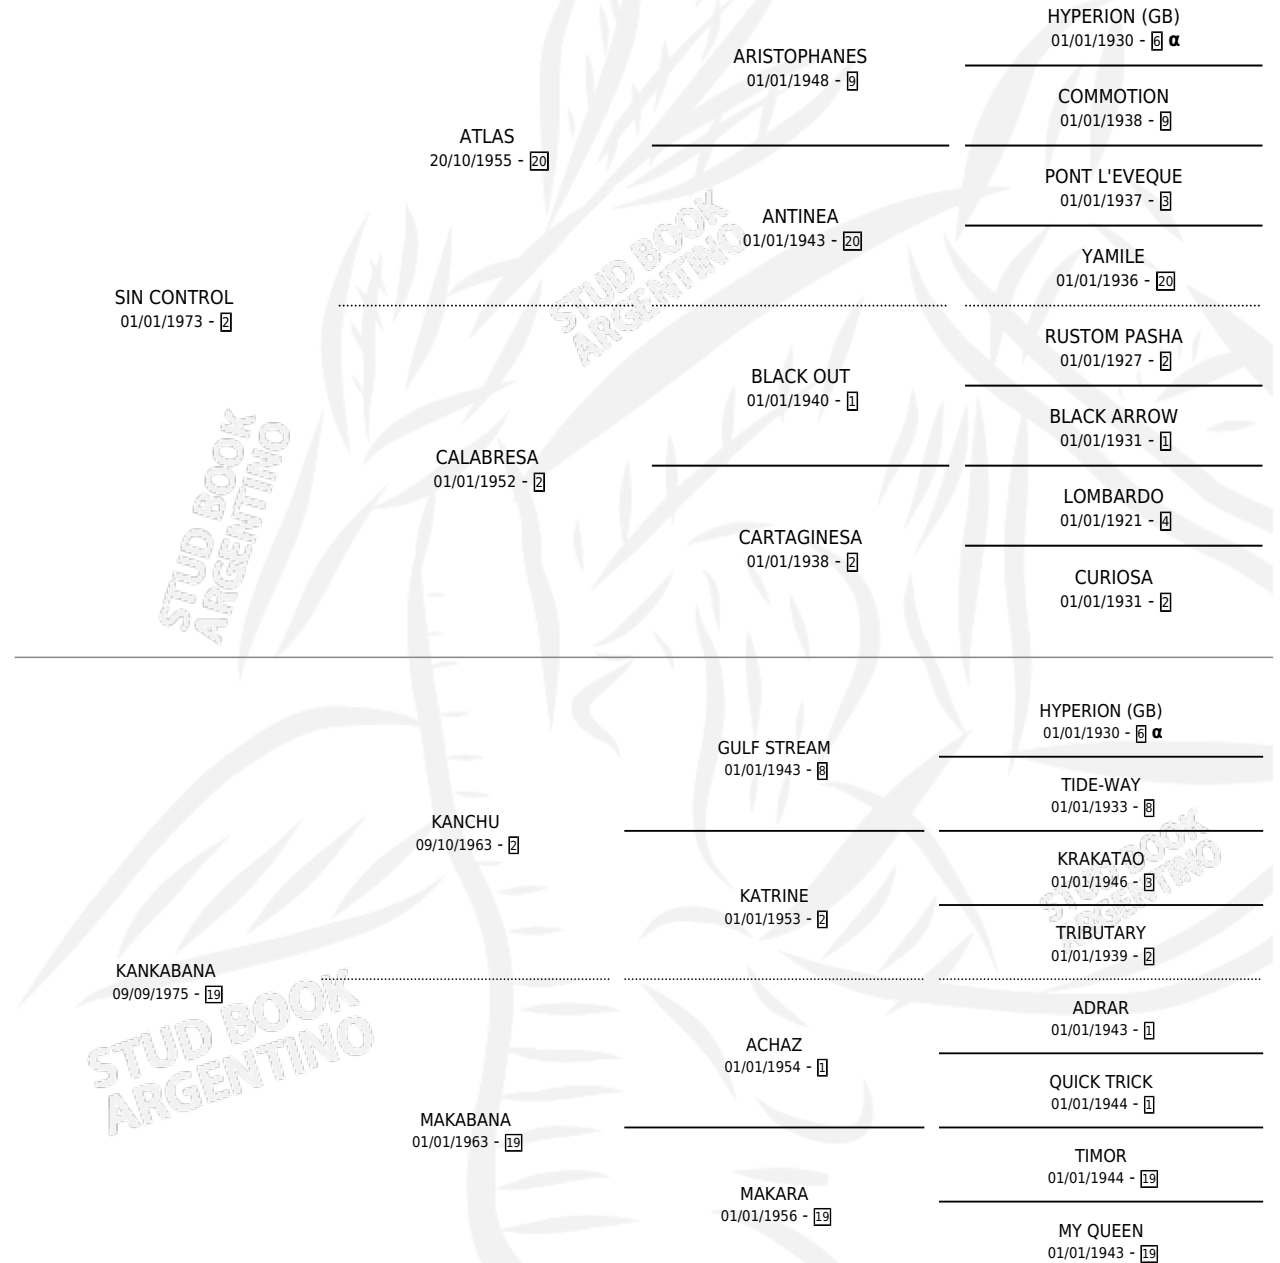 HYPERION (GB)
01/01/1930 - 6 α
ARISTOPHANES
01/01/1948 - 9
COMMOTION
01/01/1938 - 9
ATLAS
20/10/1955 - 20
PONT L'EVEQUE
01/01/1937 - 3
ANTINEA
01/01/1943 - 20
YAMILE
01/01/1936 - 20
SIN CONTROL
01/01/1973 - 2
RUSTOM PASHA
01/01/1927 - 2
BLACK OUT
01/01/1940 - 1
BLACK ARROW
01/01/1931 - 1
CALABRESA
01/01/1952 - 2
LOMBARDO
01/01/1921 - 4
CARTAGINESA
01/01/1938 - 2
CURIOSA
01/01/1931 - 2
HYPERION (GB)
01/01/1930 - 6 α
GULF STREAM
01/01/1943 - 8
TIDE-WAY
01/01/1933 - 8
KANCHU
09/10/1963 - 2
KRAKATAO
01/01/1946 - 3
KATRINE
01/01/1953 - 2
TRIBUTARY
01/01/1939 - 2
KANKABANA
09/09/1975 - 19
ADRAR
01/01/1943 - 1
ACHAZ
01/01/1954 - 1
QUICK TRICK
01/01/1944 - 1
MAKABANA
01/01/1963 - 19
TIMOR
01/01/1944 - 19
MAKARA
01/01/1956 - 19
MY QUEEN
01/01/1943 - 19
STUD BOOK
ARGENTINO
STUD BOOK
ARGENTINO
STUD BOOK
ARGENTINO
STUD BOOK
ARGENTINO